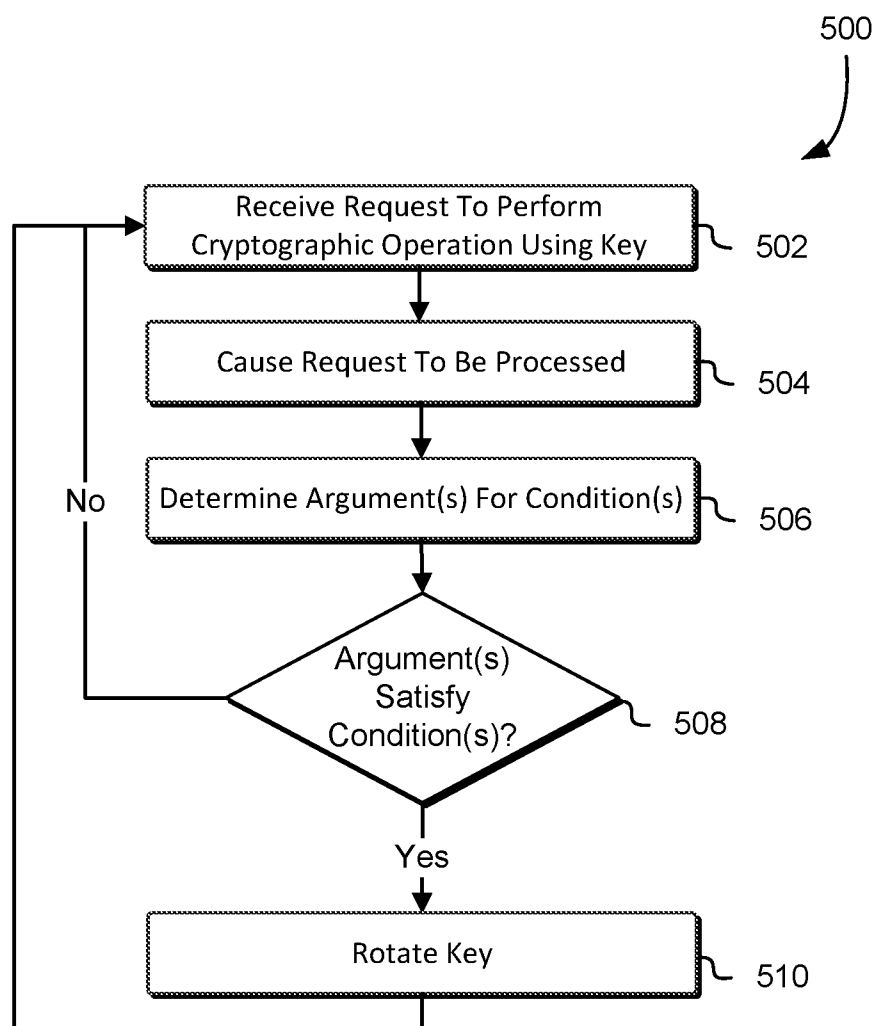 500
Receive Request To Perform
Cryptographic Operation Using Key
502
Cause Request To Be Processed
504
Determine Argument(s) For Condition(s)
506
No
Argument(s)
Satisfy
Condition(s)?
508
Yes
Rotate Key
510